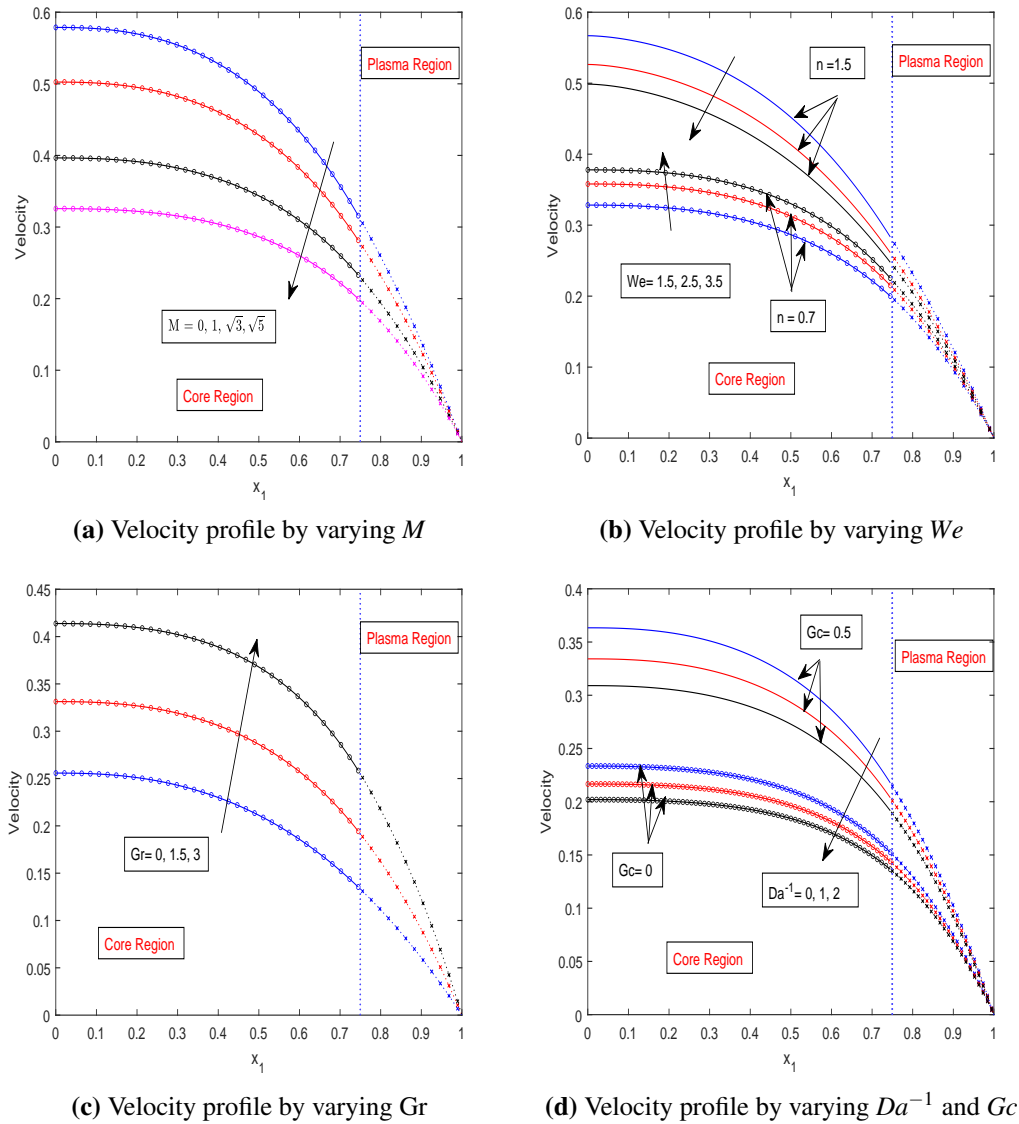 0.6
0.5
0.4
0.3
0.2
0.1
0
Velocity
Plasma Region
M = 0, 1, √3,√5
Core Region
0 0.1 0.2 0.3 0.4 0.5 0.6 0.7 0.8 0.9 1
x₁
(a) Velocity profile by varying M
0.6
0.5
0.4
0.3
0.2
0.1
0
Velocity
n =1.5
Plasma Region
We= 1.5, 2.5, 3.5
n = 0.7
Core Region
0 0.1 0.2 0.3 0.4 0.5 0.6 0.7 0.8 0.9 1
x₁
(b) Velocity profile by varying We
0.45
0.4
0.35
0.3
0.25
0.2
0.15
0.1
0.05
0
Velocity
Plasma Region
Gr= 0, 1.5, 3
Core Region
0 0.1 0.2 0.3 0.4 0.5 0.6 0.7 0.8 0.9 1
x₁
(c) Velocity profile by varying Gr
0.4
0.35
0.3
0.25
0.2
0.15
0.1
0.05
0
Velocity
Gc= 0.5
Plasma Region
Gc= 0
Da⁻¹= 0, 1, 2
Core Region
0 0.1 0.2 0.3 0.4 0.5 0.6 0.7 0.8 0.9 1
x₁
(d) Velocity profile by varying Da⁻¹ and Gc